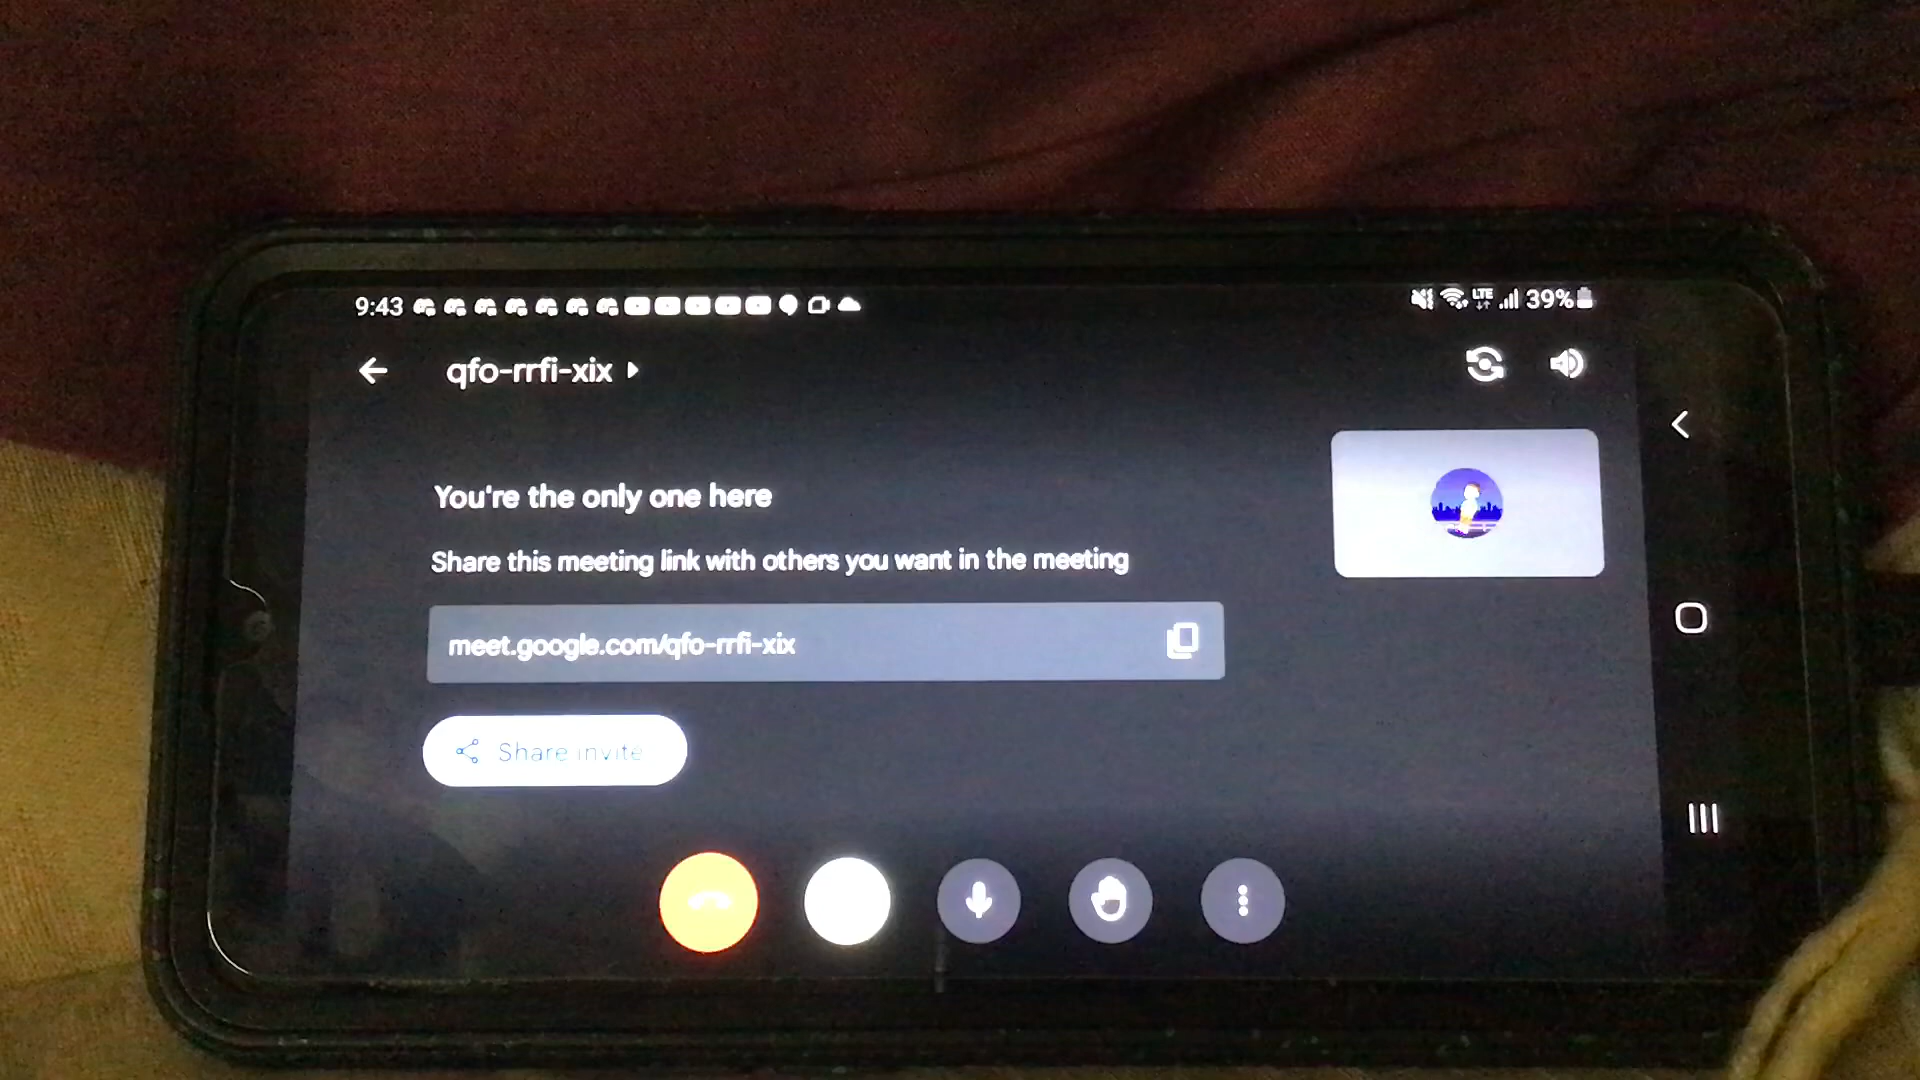 9:43
LTE
39%
qfo-rrfi-xix
You're the only one here
Share this meeting link with others you want in the meeting
meet.google.com/qfo-rrfi-xix
Share invite